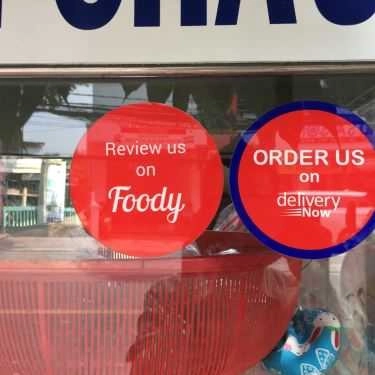 Review us
on
Foody
ORDER US
on
delivery
Now